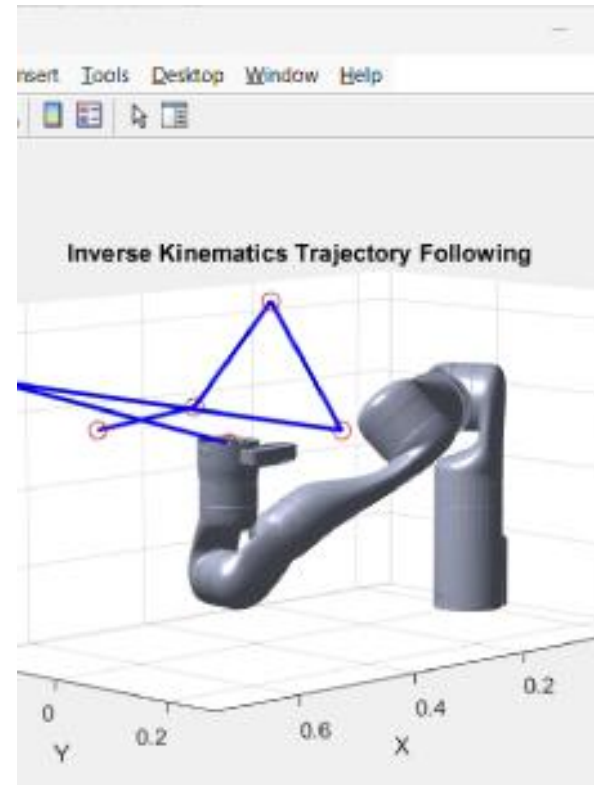 nsert Tools Desktop Window Help
Inverse Kinematics Trajectory Following
0
0.2
Y
0.6
0.4
0.2
X